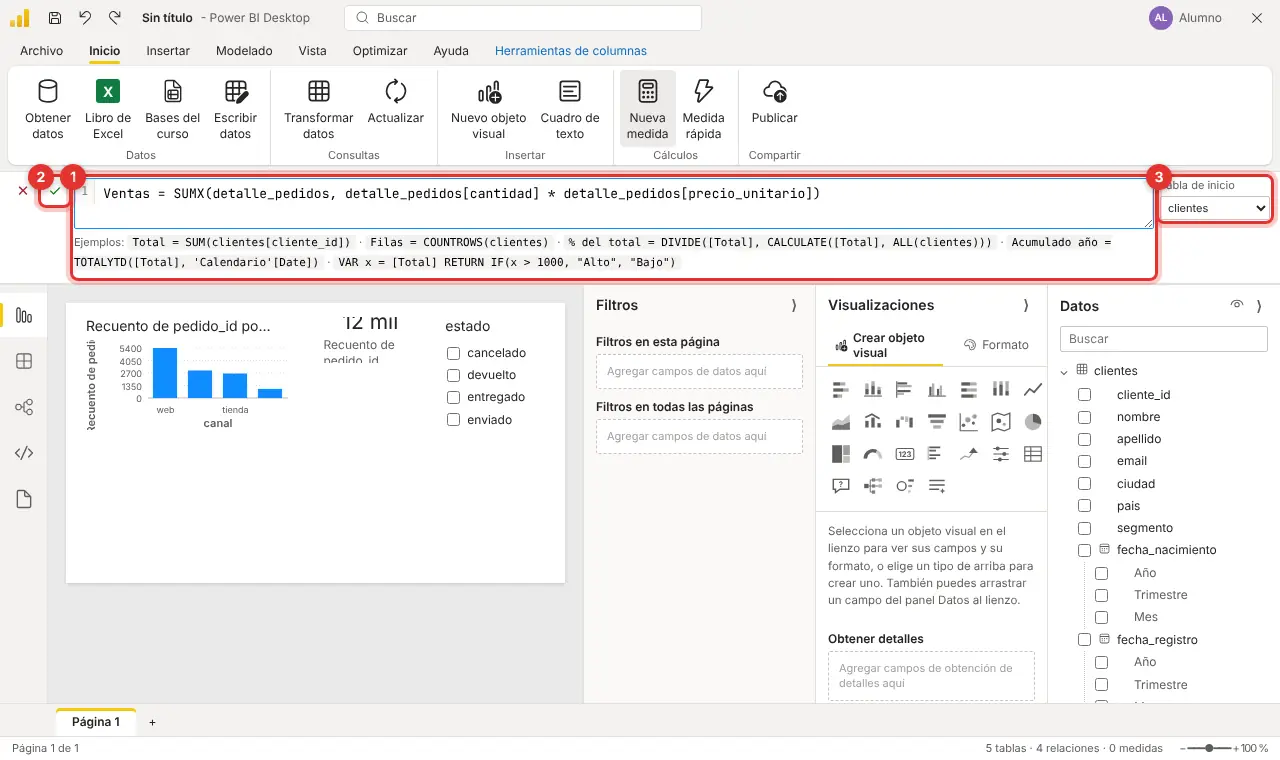 Sin título - Power BI Desktop
Buscar
AL Alumno
Archivo Inicio Insertar Modelado Vista Optimizar Ayuda Herramientas de columnas
Obtener datos
X Libro de Excel
Bases del curso
Escribir datos
Datos
Transformar datos
Actualizar
Consultas
Nuevo objeto visual
Cuadro de texto
Insertar
Nueva medida
Medida rápida
Cálculos
Publicar
Compartir
2 1 3
1 Ventas = SUMX(detalle_pedidos, detalle_pedidos[cantidad] * detalle_pedidos[precio_unitario])
Ejemplos: Total = SUM(clientes[cliente_id]) · Filas = COUNTROWS(clientes) · % del total = DIVIDE([Total], CALCULATE([Total], ALL(clientes))) · Acumulado año =
TOTALYTD([Total], 'Calendario'[Date]) · VAR x = [Total] RETURN IF(x > 1000, "Alto", "Bajo")
abla de inicio
clientes
Recuento de pedido_id po...
Recuento de pedi
5400
4050
2700
1350
0
web tienda
canal
12 mil
Recuento de
pedido_id
estado
cancelado
devuelto
entregado
enviado
Filtros
Filtros en esta página
Agregar campos de datos aquí
Filtros en todas las páginas
Agregar campos de datos aquí
Visualizaciones
Crear objeto visual
Formato
123
Selecciona un objeto visual en el
lienzo para ver sus campos y su
formato, o elige un tipo de arriba para
crear uno. También puedes arrastrar
un campo del panel Datos al lienzo.
Obtener detalles
Agregar campos de obtención de
detalles aquí
Datos
Buscar
clientes
cliente_id
nombre
apellido
email
ciudad
pais
segmento
fecha_nacimiento
Año
Trimestre
Mes
fecha_registro
Año
Trimestre
Página 1 +
Página 1 de 1
5 tablas · 4 relaciones · 0 medidas − + 100 %